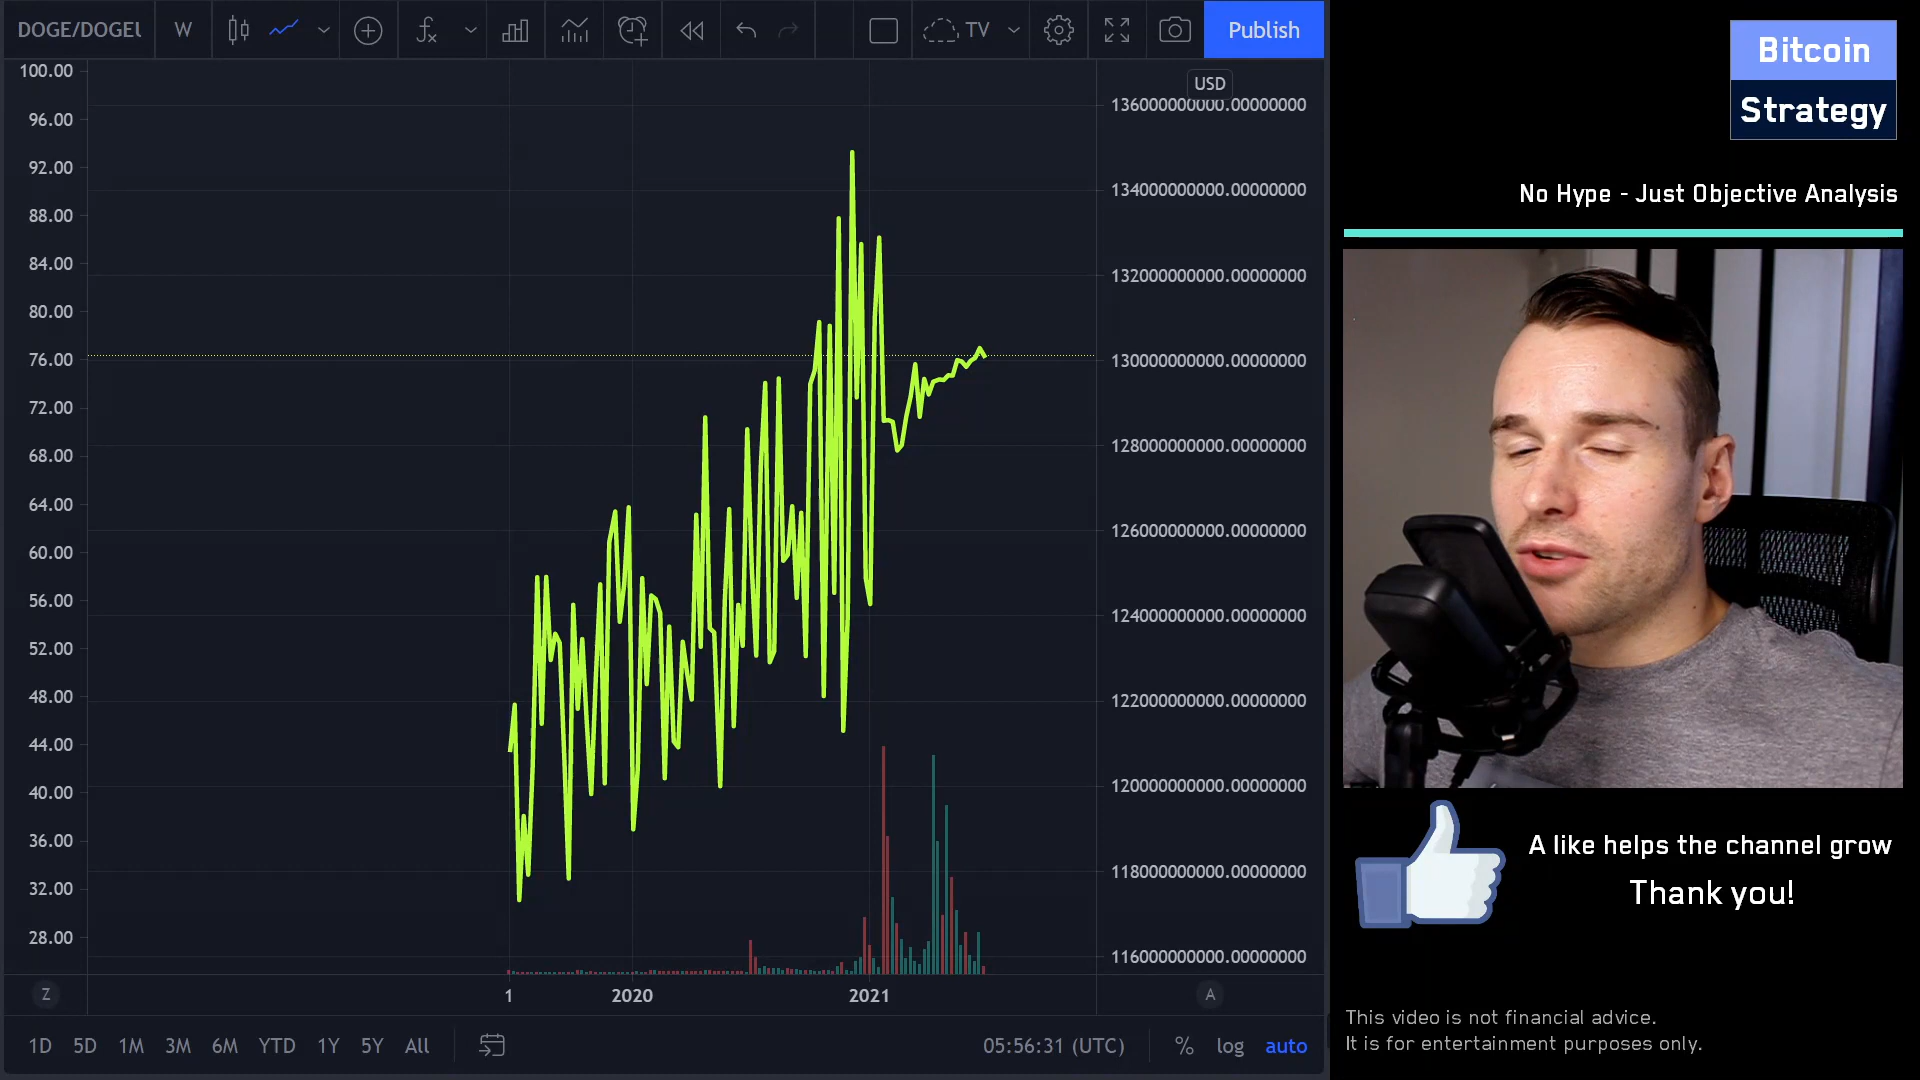 DOGE/DOGEL
W
TV
Publish
Bitcoin
Strategy
No Hype - Just Objective Analysis
USD
100.00
96.00
92.00
88.00
84.00
80.00
76.00
72.00
68.00
64.00
60.00
56.00
52.00
48.00
44.00
40.00
36.00
32.00
28.00
136000000000.00000000
134000000000.00000000
132000000000.00000000
130000000000.00000000
128000000000.00000000
126000000000.00000000
124000000000.00000000
122000000000.00000000
120000000000.00000000
118000000000.00000000
116000000000.00000000
Z
1
2020
2021
A
1D 5D 1M 3M 6M YTD 1Y 5Y All
05:56:31 (UTC)
% log auto
A like helps the channel grow
Thank you!
This video is not financial advice.
It is for entertainment purposes only.